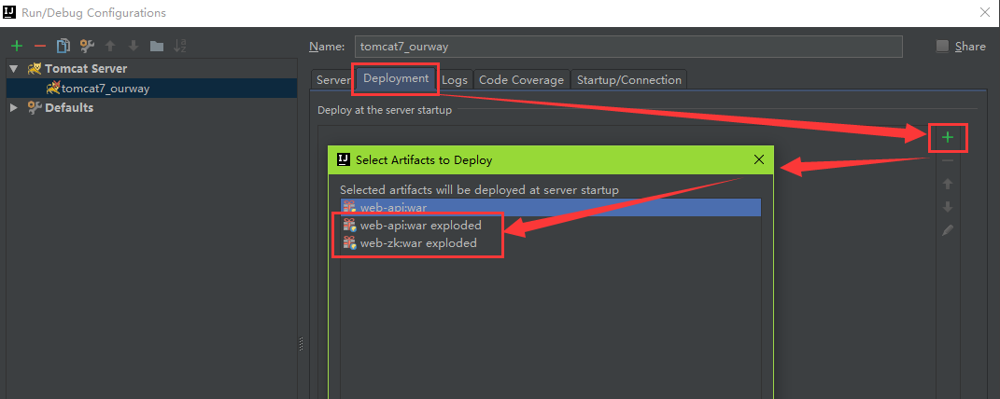 IJ Run/Debug Configurations
Name: tomcat7_ourway Share
Tomcat Server
tomcat7_ourway
Defaults
Server Deployment Logs Code Coverage Startup/Connection
Deploy at the server startup
IJ Select Artifacts to Deploy
Selected artifacts will be deployed at server startup
web-api:war
web-api:war exploded
web-zk:war exploded